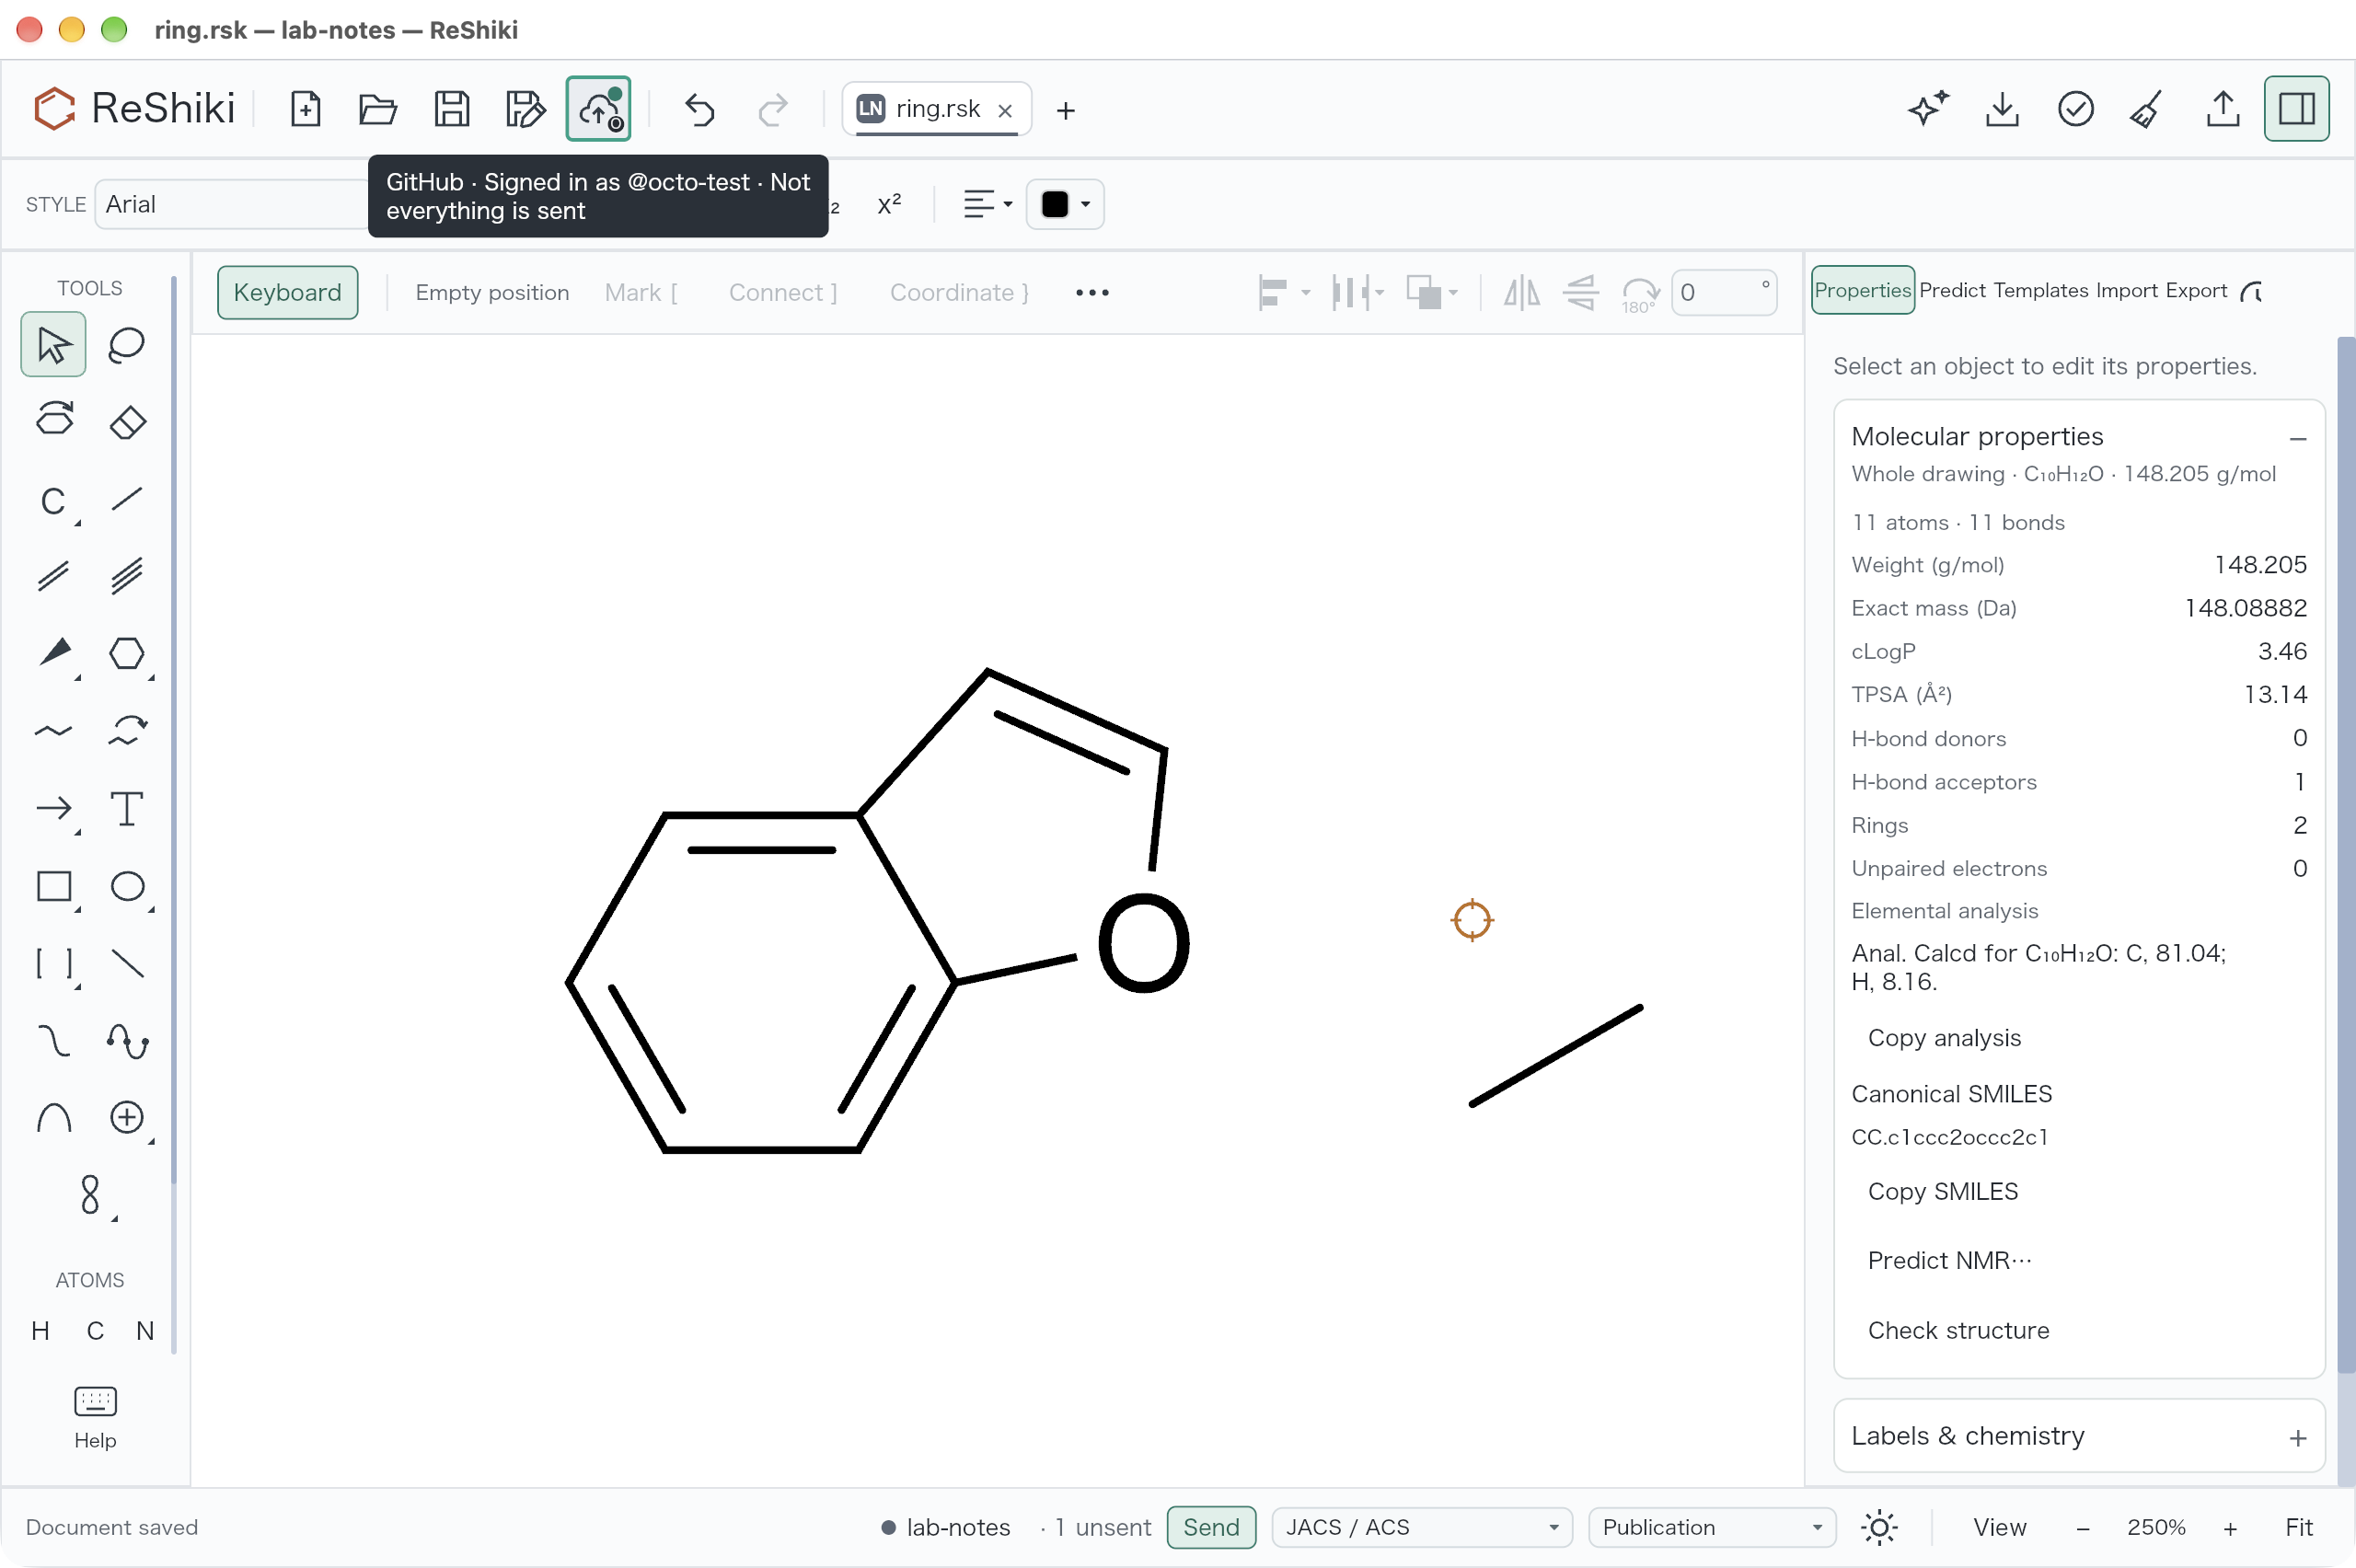 ring.rsk — lab-notes — ReShiki
ReShiki
LN ring.rsk × +
GitHub · Signed in as @octo-test · Not
everything is sent
STYLE Arial
₂ x²
TOOLS
Keyboard Empty position Mark [ Connect ] Coordinate } ••• 180° 0 °
Properties Predict Templates Import Export
Select an object to edit its properties.
Molecular properties −
Whole drawing · C₁₀H₁₂O · 148.205 g/mol
11 atoms · 11 bonds
Weight (g/mol) 148.205
Exact mass (Da) 148.08882
cLogP 3.46
TPSA (Å²) 13.14
H-bond donors 0
H-bond acceptors 1
Rings 2
Unpaired electrons 0
Elemental analysis
Anal. Calcd for C₁₀H₁₂O: C, 81.04;
H, 8.16.
Copy analysis
Canonical SMILES
CC.c1ccc2occc2c1
Copy SMILES
Predict NMR···
Check structure
Labels & chemistry +
C
T
[ ]
O
ATOMS
H C N
Help
Document saved
lab-notes · 1 unsent Send JACS / ACS Publication View − 250% + Fit